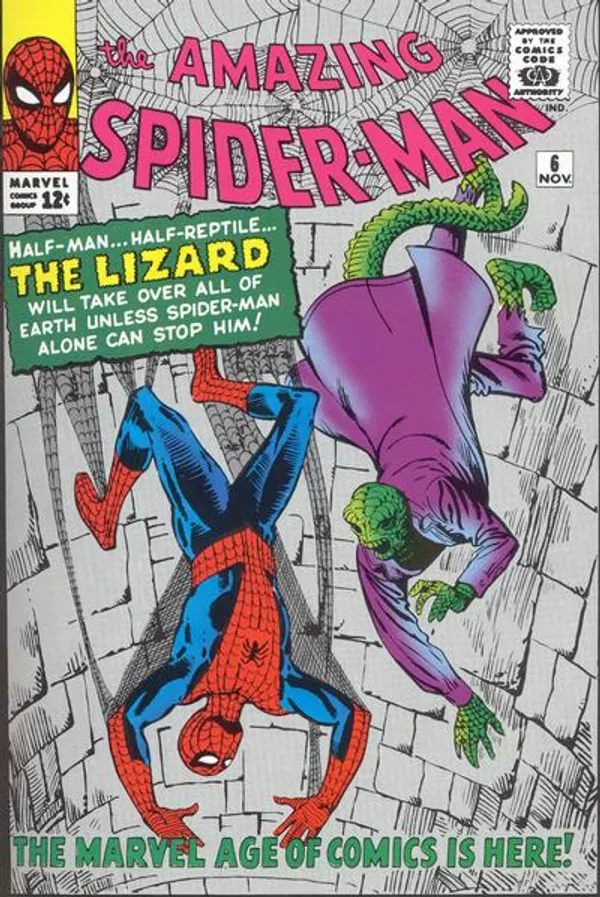 the AMAZING
SPIDER-MAN
APPROVED
BY THE
COMICS
CODE
CA
AUTHORITY
IND.
MARVEL
COMICS
GROUP 12¢
6
NOV.
HALF-MAN...HALF-REPTILE...
THE LIZARD
WILL TAKE OVER ALL OF
EARTH UNLESS SPIDER-MAN
ALONE CAN STOP HIM!
THE MARVEL AGE OF COMICS IS HERE!